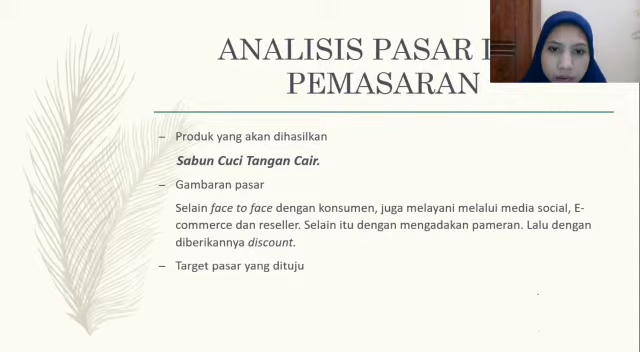 ANALISIS PASAR
PEMASARAN
– Produk yang akan dihasilkan
Sabun Cuci Tangan Cair.
– Gambaran pasar
Selain face to face dengan konsumen, juga melayani melalui media social, E-
commerce dan reseller. Selain itu dengan mengadakan pameran. Lalu dengan
diberikannya discount.
– Target pasar yang dituju